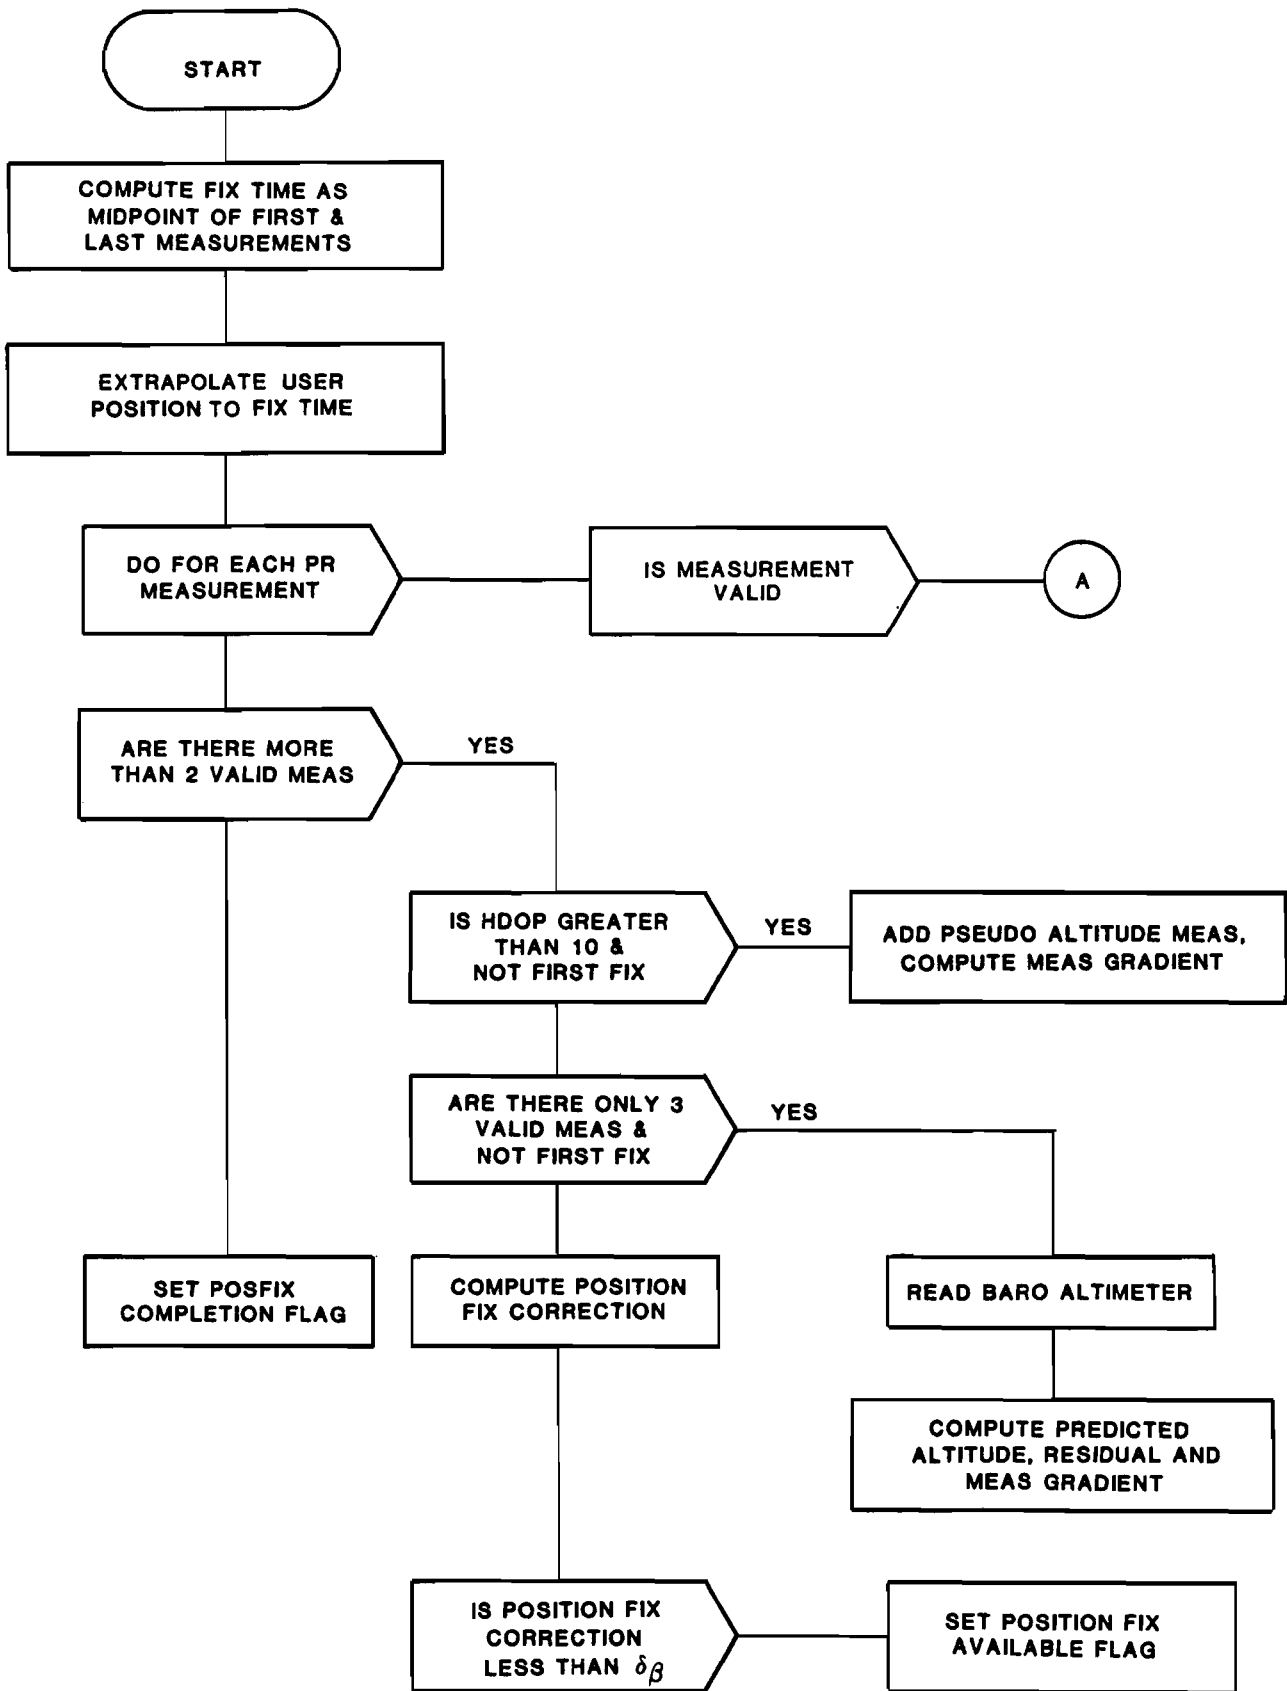 START
COMPUTE FIX TIME AS
MIDPOINT OF FIRST &
LAST MEASUREMENTS
EXTRAPOLATE USER
POSITION TO FIX TIME
DO FOR EACH PR
MEASUREMENT
IS MEASUREMENT
VALID
A
ARE THERE MORE
THAN 2 VALID MEAS
YES
IS HDOP GREATER
THAN 10 &
NOT FIRST FIX
YES
ADD PSEUDO ALTITUDE MEAS,
COMPUTE MEAS GRADIENT
ARE THERE ONLY 3
VALID MEAS &
NOT FIRST FIX
YES
SET POSFIX
COMPLETION FLAG
COMPUTE POSITION
FIX CORRECTION
READ BARO ALTIMETER
COMPUTE PREDICTED
ALTITUDE, RESIDUAL AND
MEAS GRADIENT
IS POSITION FIX
CORRECTION
LESS THAN δβ
SET POSITION FIX
AVAILABLE FLAG